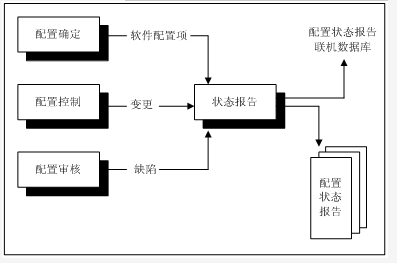 配置确定
软件配置项
配置状态报告
联机数据库
配置控制
变更
状态报告
配置审核
缺陷
配置
状态
报告